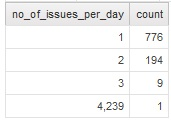 no_of_issues_per_day count
1 776
2 194
3 9
4,239 1